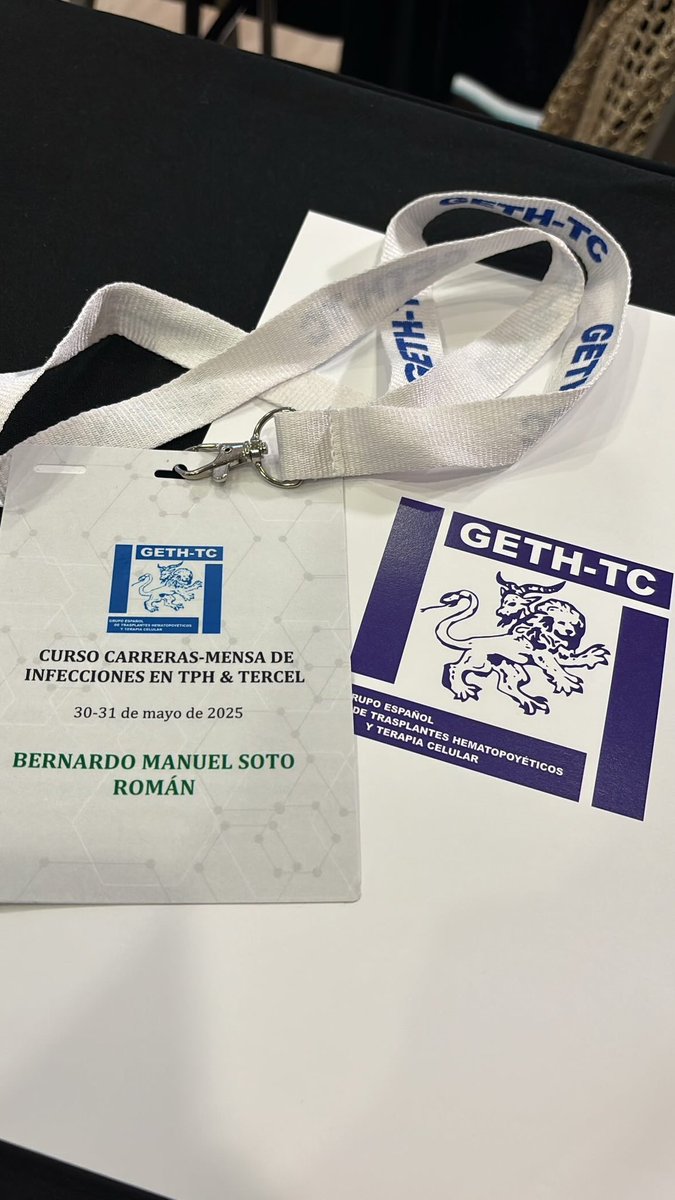 GETH-TC
GETH-T
GETH-
GETH-TC
GRUPO ESPAÑOL
DE TRASPLANTES HEMATOPOYÉTICOS
Y TERAPIA CELULAR
CURSO CARRERAS-MENSA DE
INFECCIONES EN TPH & TERCEL
30-31 de mayo de 2025
BERNARDO MANUEL SOTO
ROMÁN
GETH-TC
GRUPO ESPAÑOL
DE TRASPLANTES HEMATOPOYÉTICOS
Y TERAPIA CELULAR